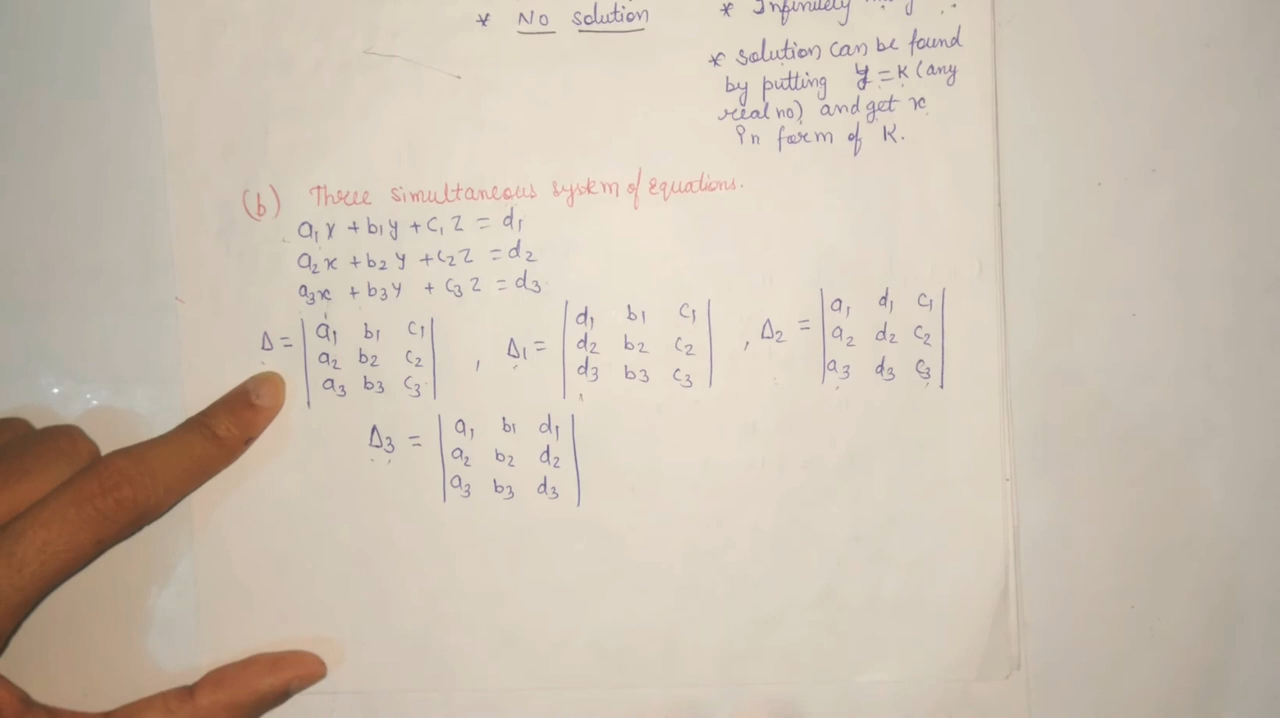 * No solution
* Infinitely
* solution can be found
by putting y = K (any
real no) and get x
in form of K.
(b) Three simultaneous system of equations.
a₁x + b₁y + c₁z = d₁
a₂x + b₂y + c₂z = d₂
a₃x + b₃y + c₃z = d₃
Δ = | a₁ b₁ c₁ | , Δ₁ = | d₁ b₁ c₁ | , Δ₂ = | a₁ d₁ c₁ |
| a₂ b₂ c₂ | | d₂ b₂ c₂ | | a₂ d₂ c₂ |
| a₃ b₃ c₃ | | d₃ b₃ c₃ | | a₃ d₃ c₃ |
Δ₃ = | a₁ b₁ d₁ |
| a₂ b₂ d₂ |
| a₃ b₃ d₃ |